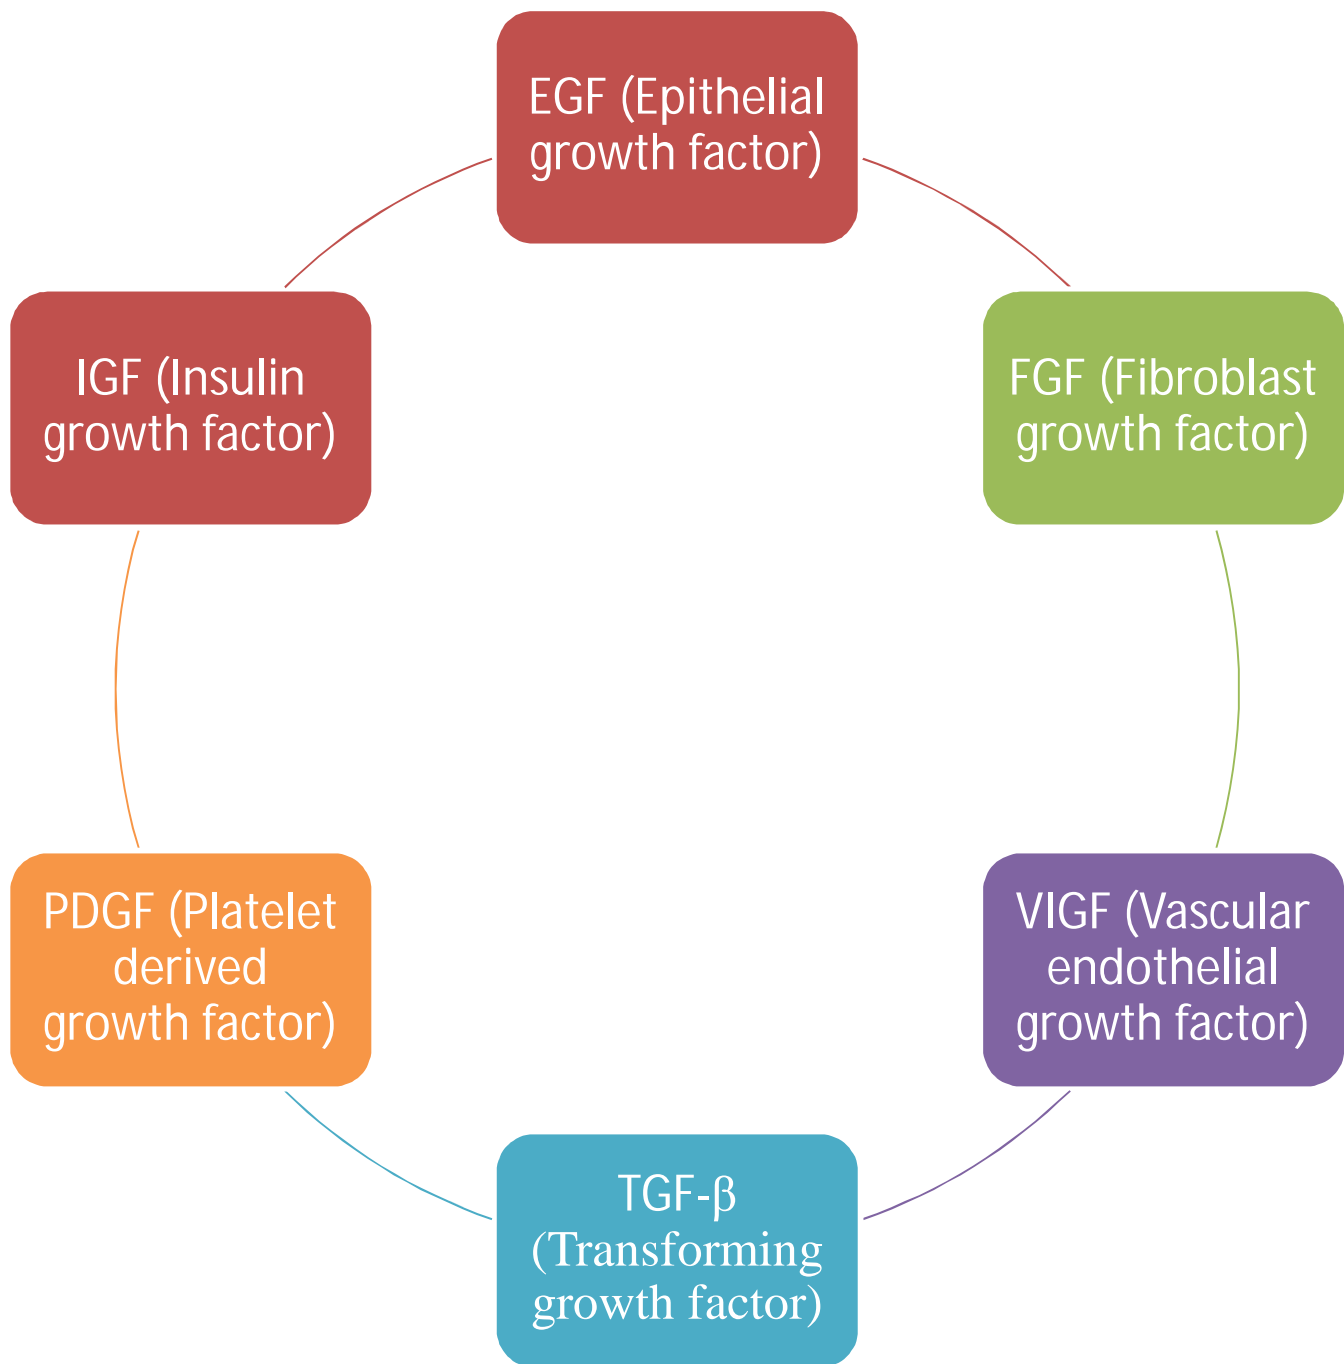 EGF (Epithelial
growth factor)
FGF (Fibroblast
growth factor)
VIGF (Vascular
endothelial
growth factor)
TGF-β
(Transforming
growth factor)
PDGF (Platelet
derived
growth factor)
IGF (Insulin
growth factor)